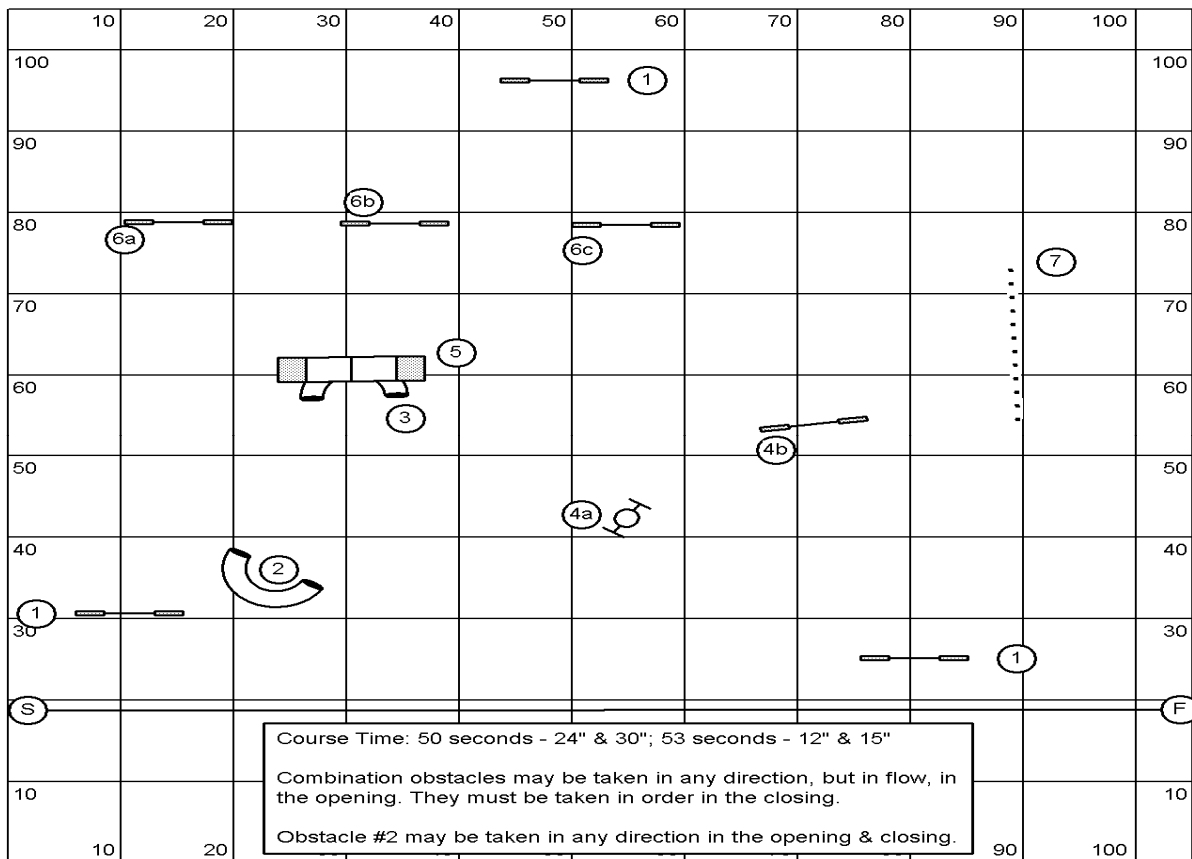 10 20 30 40 50 60 70 80 90 100
100 100
1
90 90
6b
80 80
6a 6c
7
70 70
5
60 60
3
4b
50 50
4a
40 40
2
1
30 30
1
S F
Course Time: 50 seconds - 24" & 30"; 53 seconds - 12" & 15"
Combination obstacles may be taken in any direction, but in flow, in
the opening. They must be taken in order in the closing.
10 10
Obstacle #2 may be taken in any direction in the opening & closing.
10 20 90 100